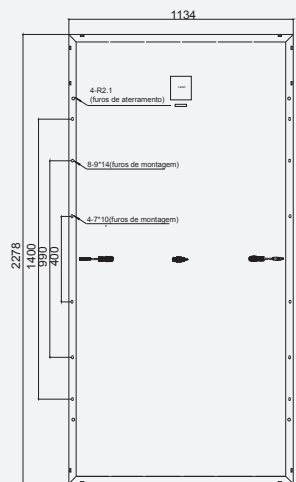 1134
4-R2.1
(furos de aterramento)
8-9*14(furos de montagem)
4-7*10(furos de montagem)
2278
1400
990
400